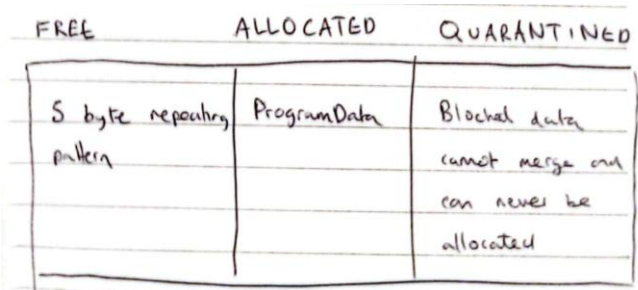 FREE ALLOCATED QUARANTINED
5 byte repeating ProgramData Blocked data
pattern cannot merge and
can never be
allocated